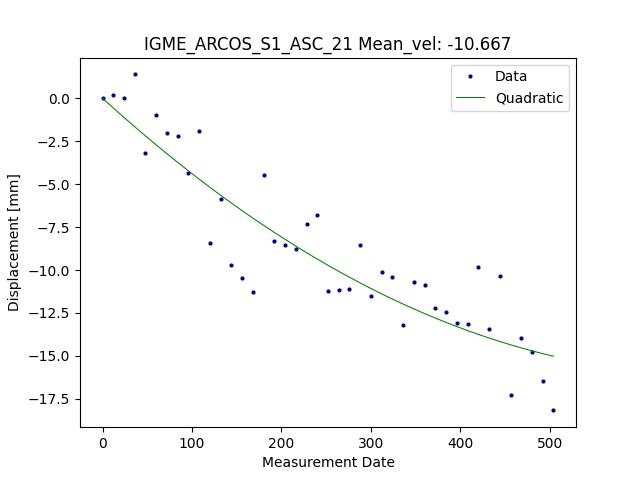 IGME_ARCOS_S1_ASC_21 Mean_vel: -10.667
Data
Quadratic
0.0
−2.5
−5.0
−7.5
−10.0
−12.5
−15.0
−17.5
Displacement [mm]
0 100 200 300 400 500
Measurement Date